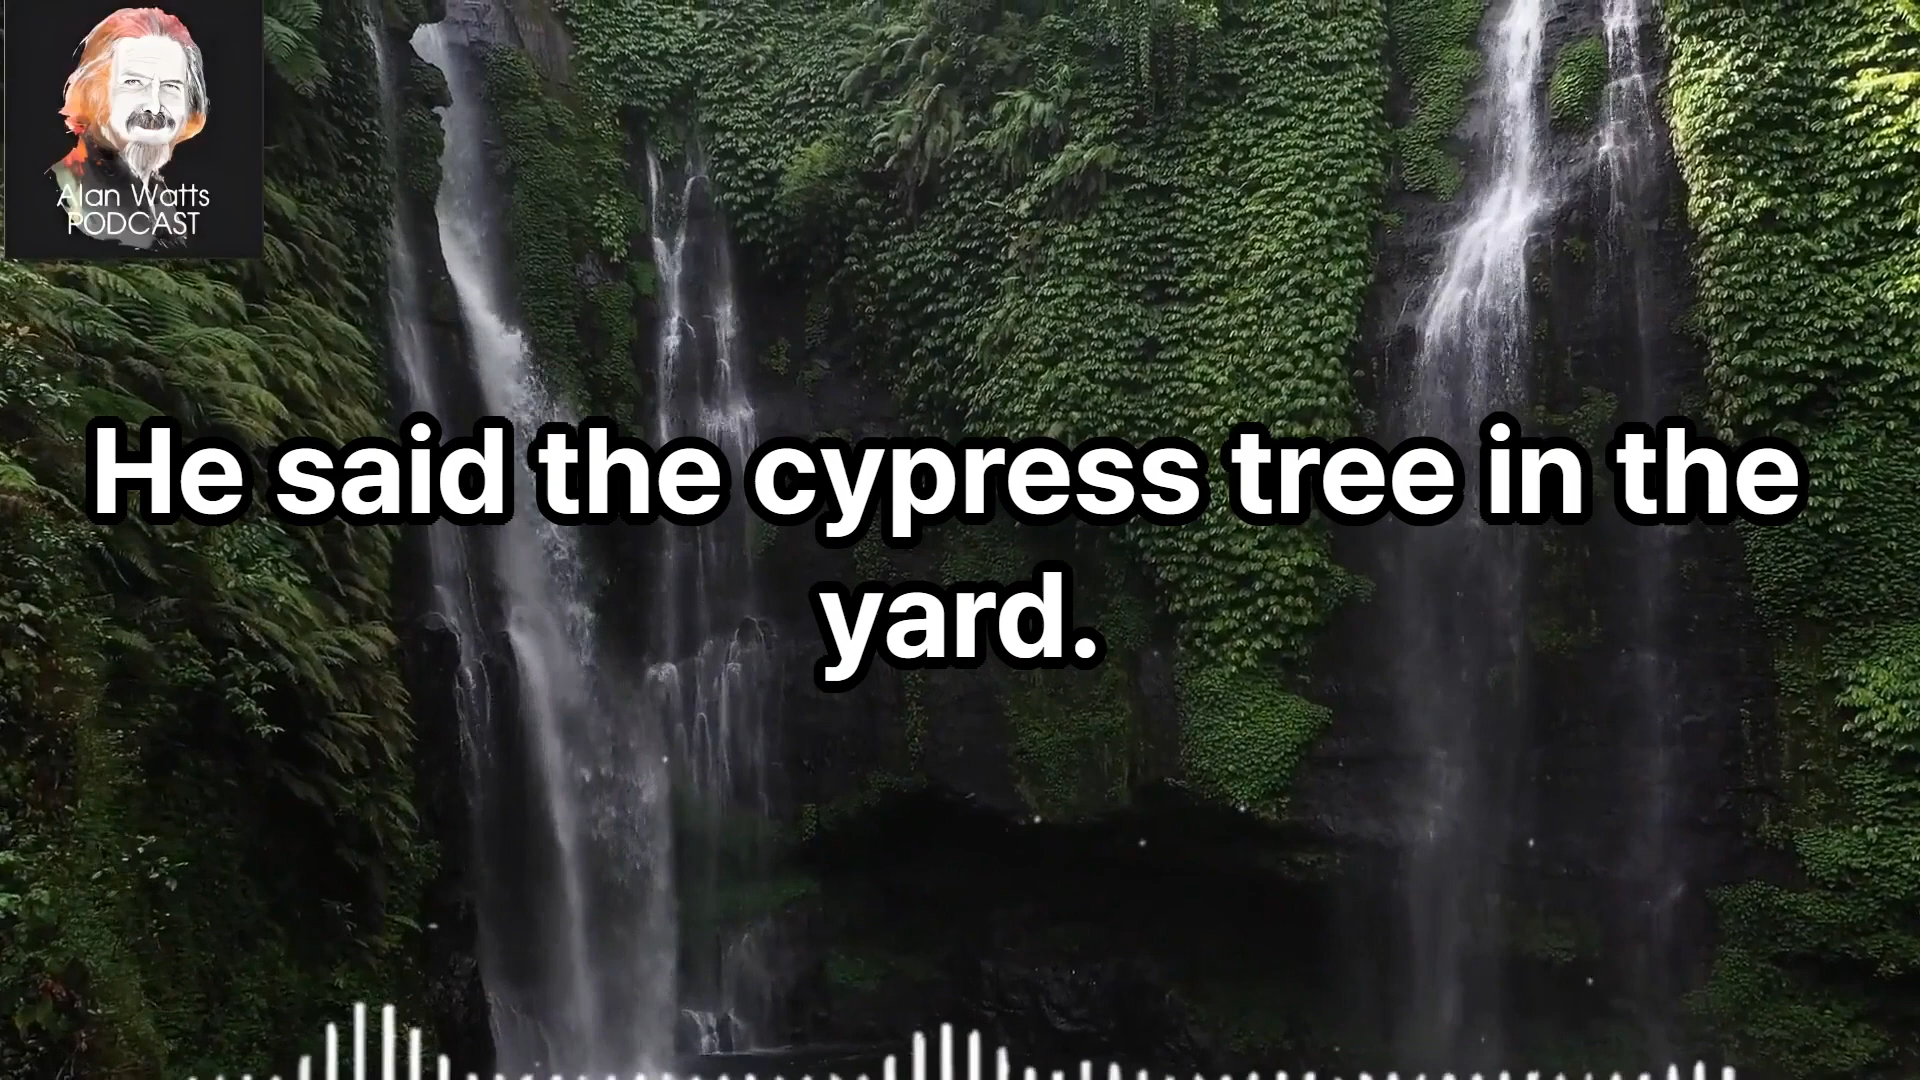 Alan Watts
PODCAST
He said the cypress tree in the
yard.